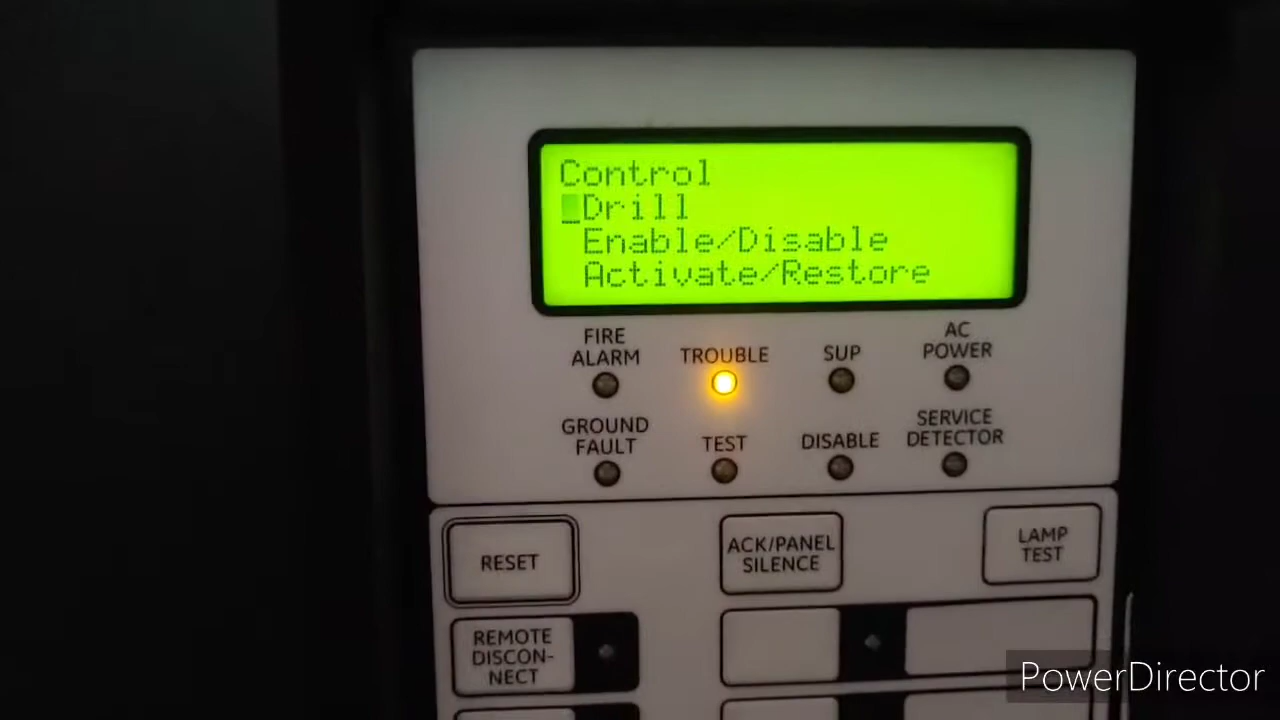 Control
Drill
Enable/Disable
Activate/Restore
FIRE
ALARM
TROUBLE
SUP
AC
POWER
GROUND
FAULT
TEST
DISABLE
SERVICE
DETECTOR
RESET
ACK/PANEL
SILENCE
LAMP
TEST
REMOTE
DISCON-
NECT
PowerDirector